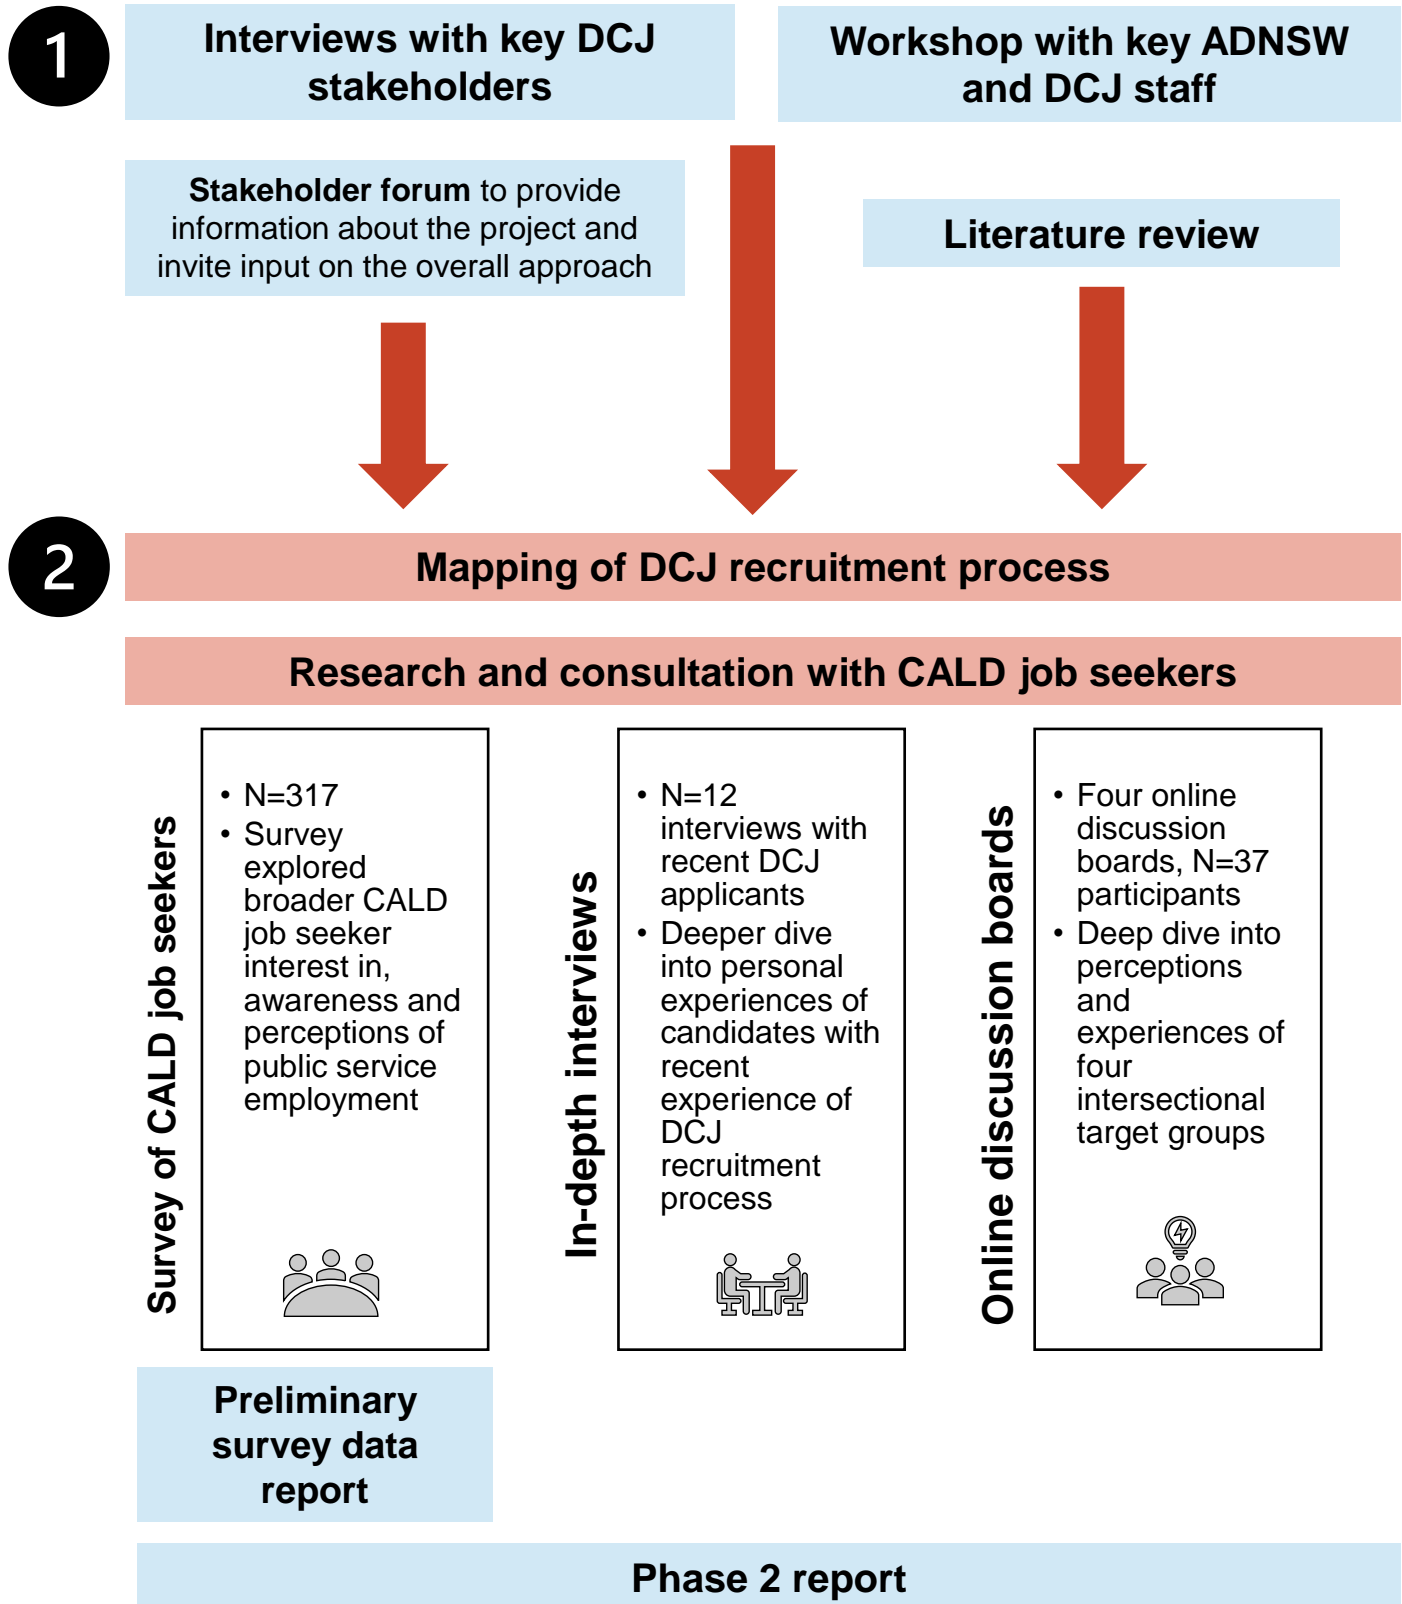 1
Interviews with key DCJ
stakeholders
Workshop with key ADNSW
and DCJ staff
Stakeholder forum to provide
information about the project and
invite input on the overall approach
Literature review
2
Mapping of DCJ recruitment process
Research and consultation with CALD job seekers
Survey of CALD job seekers
• N=317
• Survey
explored
broader CALD
job seeker
interest in,
awareness and
perceptions of
public service
employment
In-depth interviews
• N=12
interviews with
recent DCJ
applicants
• Deeper dive
into personal
experiences of
candidates with
recent
experience of
DCJ
recruitment
process
Online discussion boards
• Four online
discussion
boards, N=37
participants
• Deep dive into
perceptions
and
experiences of
four
intersectional
target groups
Preliminary
survey data
report
Phase 2 report